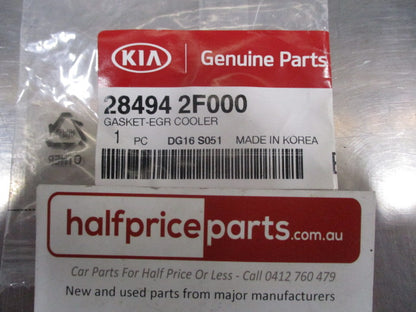 KIA Genuine Parts
28494 2F000
GASKET-EGR COOLER
1 PC DG16 S051 MADE IN KOREA
halfpriceparts.com.au
Car Parts For Half Price Or Less - Call 0412 760 479
New and used parts from major manufacturers